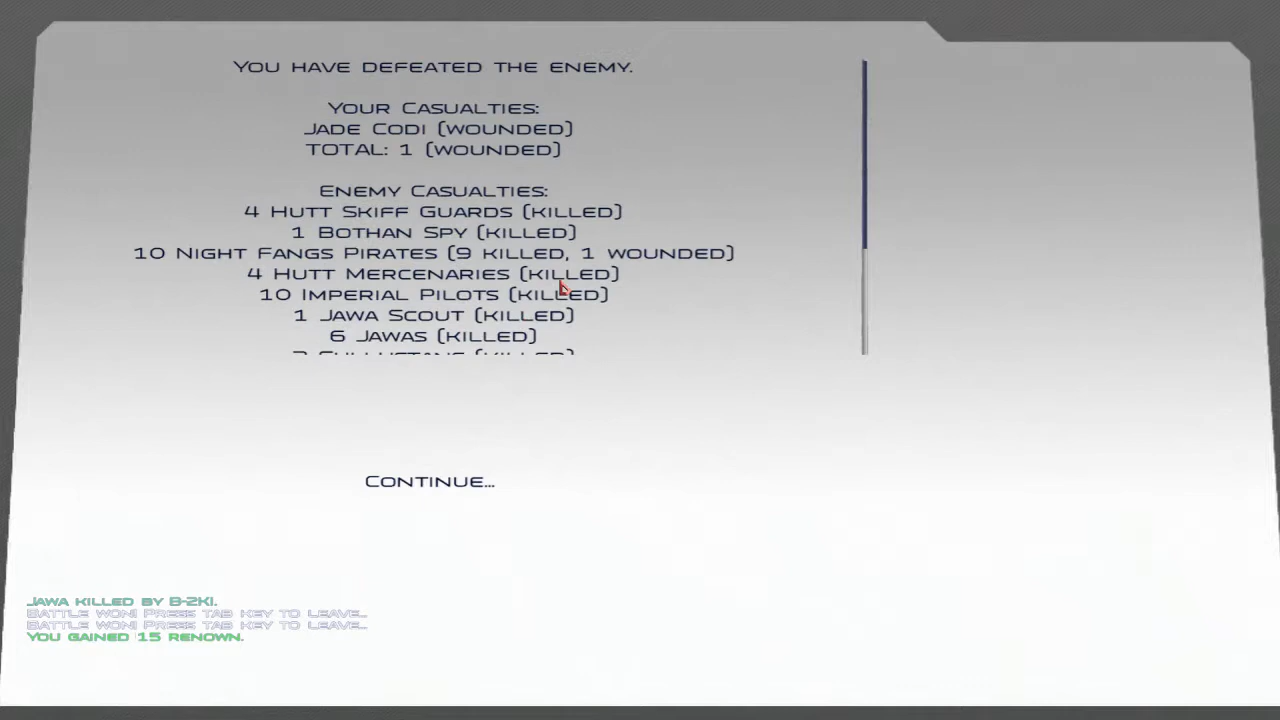 You have defeated the enemy.
Your Casualties:
Jade Codi (wounded)
TOTAL: 1 (wounded)
Enemy Casualties:
4 Hutt Skiff Guards (killed)
1 Bothan Spy (killed)
10 Night Fangs Pirates (9 killed, 1 wounded)
4 Hutt Mercenaries (killed)
10 Imperial Pilots (killed)
1 Jawa Scout (killed)
6 Jawas (killed)
Continue...
Jawa killed by B-2KI.
Battle won! Press tab key to leave...
Battle won! Press tab key to leave...
You gained 15 renown.